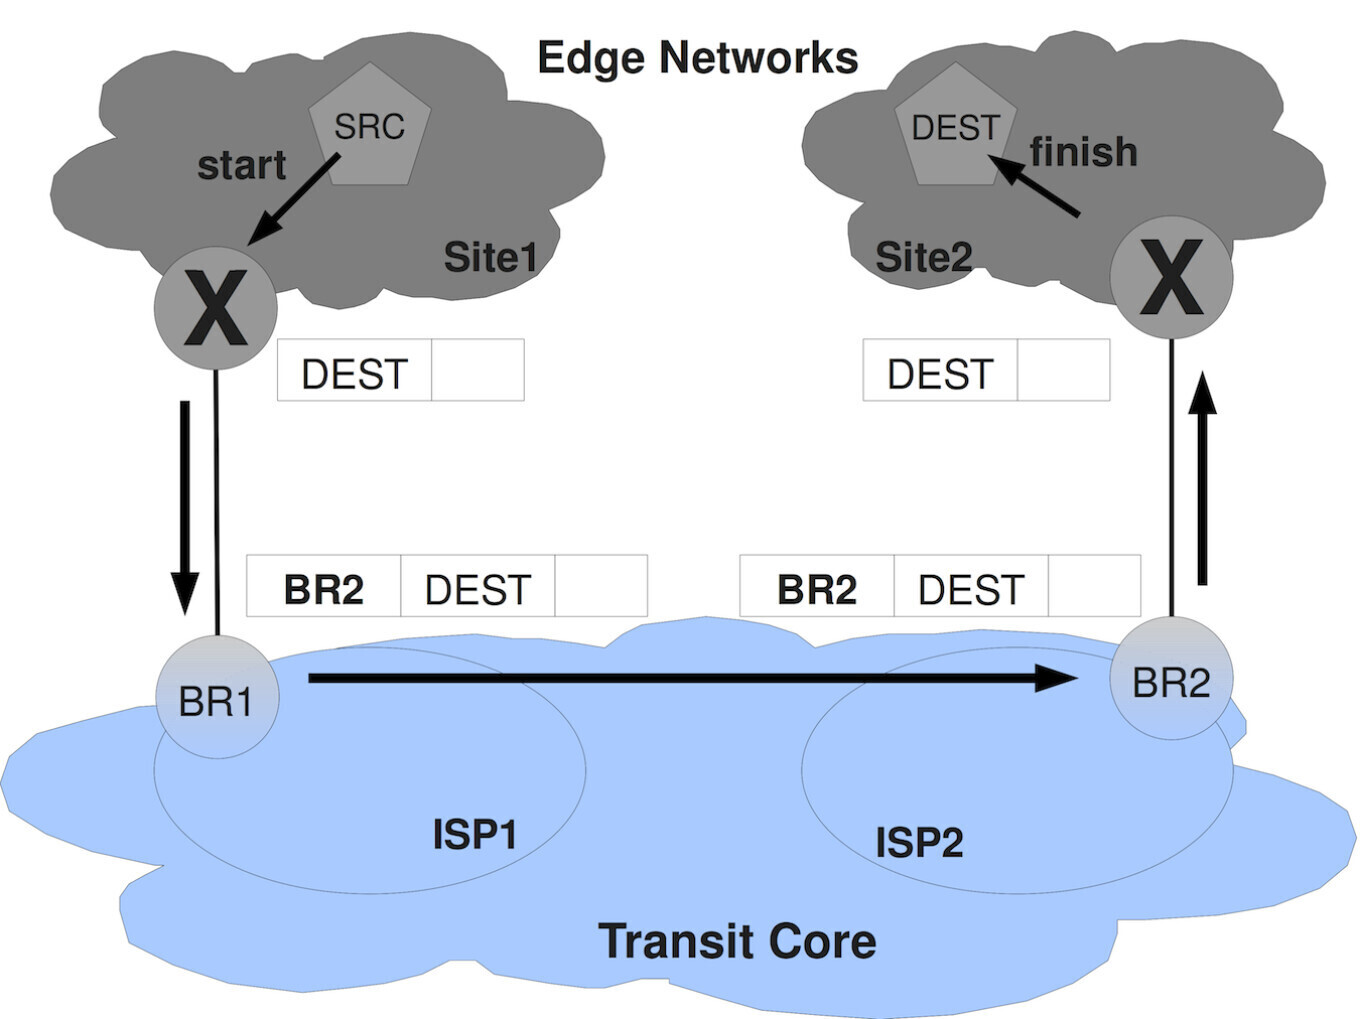 Edge Networks
SRC
DEST
start
finish
Site1
Site2
X
X
DEST
DEST
BR2 DEST
BR2 DEST
BR1
BR2
ISP1
ISP2
Transit Core